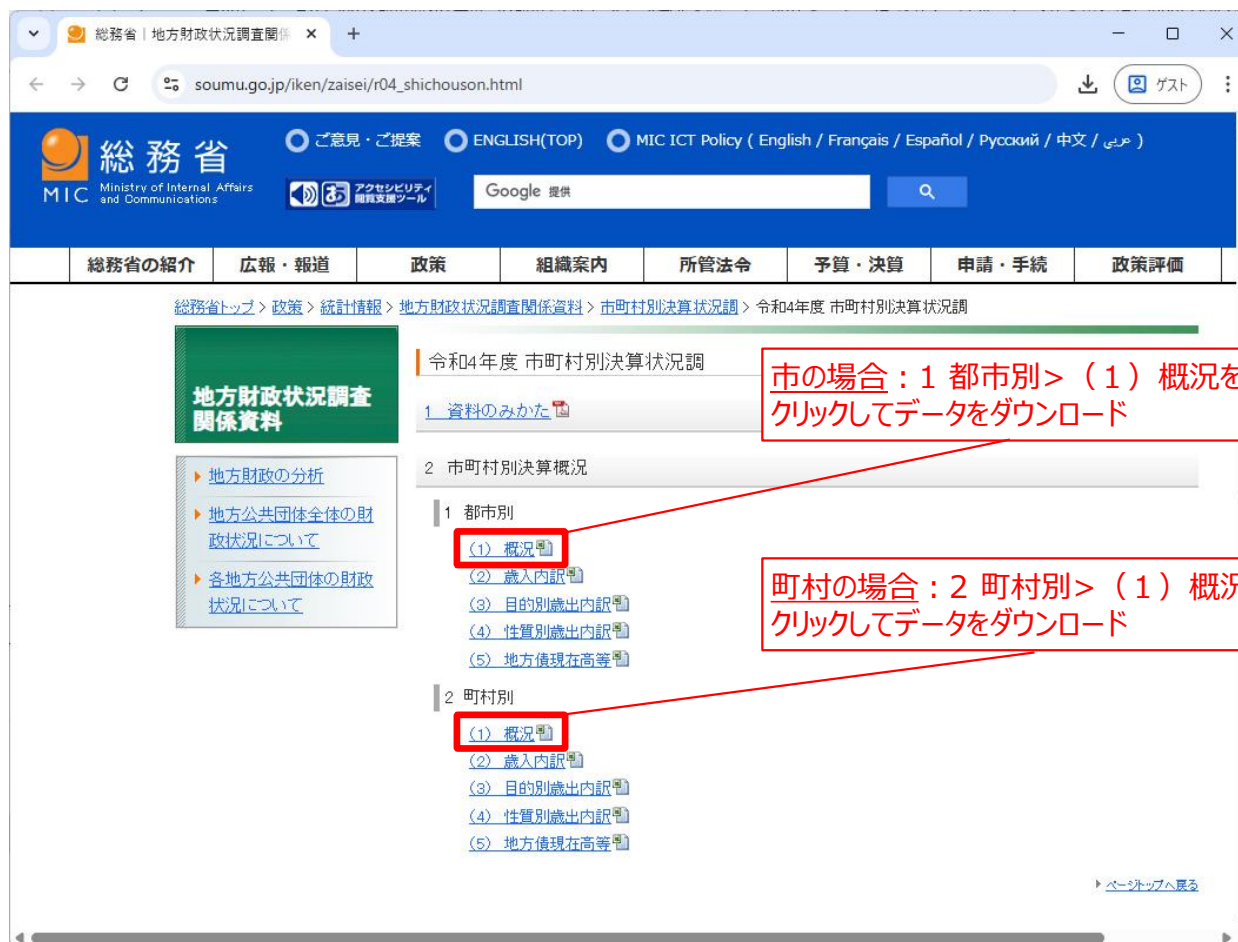 総務省｜地方財政状況調査関係
soumu.go.jp/iken/zaisei/r04_shichouson.html
ゲスト
総務省
MIC Ministry of Internal Affairs and Communications
ご意見・ご提案 ENGLISH(TOP) MIC ICT Policy ( English / Français / Español / Русский / 中文 / عربي )
あ アクセシビリティ 閲覧支援ツール
Google 提供
総務省の紹介 広報・報道 政策 組織案内 所管法令 予算・決算 申請・手続 政策評価
総務省トップ > 政策 > 統計情報 > 地方財政状況調査関係資料 > 市町村別決算状況調 > 令和4年度 市町村別決算状況調
地方財政状況調査
関係資料
地方財政の分析
地方公共団体全体の財
政状況について
各地方公共団体の財政
状況について
令和4年度 市町村別決算状況調
1 資料のみかた
2 市町村別決算概況
1 都市別
(1) 概況
(2) 歳入内訳
(3) 目的別歳出内訳
(4) 性質別歳出内訳
(5) 地方債現在高等
2 町村別
(1) 概況
(2) 歳入内訳
(3) 目的別歳出内訳
(4) 性質別歳出内訳
(5) 地方債現在高等
市の場合：1 都市別>（1）概況を
クリックしてデータをダウンロード
町村の場合：2 町村別>（1）概況
クリックしてデータをダウンロード
ページトップへ戻る